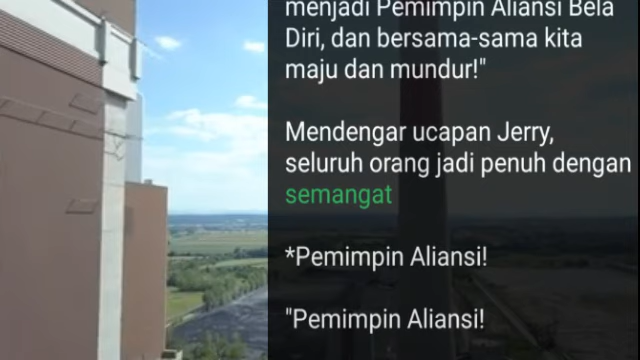 menjadi Pemimpin Aliansi Bela
Diri, dan bersama-sama kita
maju dan mundur!"
Mendengar ucapan Jerry,
seluruh orang jadi penuh dengan
semangat
*Pemimpin Aliansi!
"Pemimpin Aliansi!